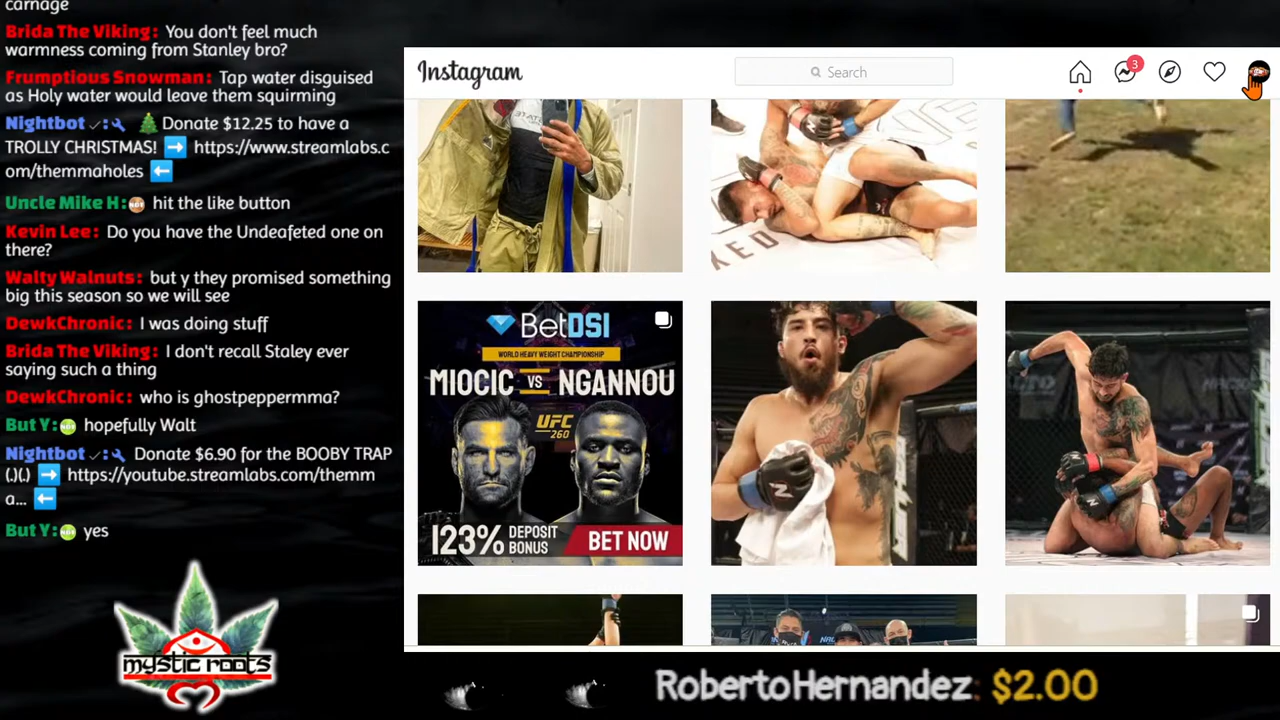 carnage
Brida The Viking: You don't feel much
warmness coming from Stanley bro?
Frumptious Snowman: Tap water disguised
as Holy water would leave them squirming
Nightbot ✓:🔧 🎄 Donate $12.25 to have a
TROLLY CHRISTMAS! ➡️ https://www.streamlabs.c
om/themmaholes ⬅️
Uncle Mike H: hit the like button
Kevin Lee: Do you have the Undeafeted one on
there?
Walty Walnuts: but y they promised something
big this season so we will see
DewkChronic: I was doing stuff
Brida The Viking: I don't recall Staley ever
saying such a thing
DewkChronic: who is ghostpeppermma?
But Y: hopefully Walt
Nightbot ✓:🔧 Donate $6.90 for the BOOBY TRAP
(.)(.) ➡️ https://youtube.streamlabs.com/themm
a... ⬅️
But Y: yes
mystic roots
Instagram
Search
3
BetDSI
WORLD HEAVY WEIGHT CHAMPIONSHIP
MIOCIC VS NGANNOU
UFC
260
123% DEPOSIT
BONUS
BET NOW
RobertoHernandez: $2.00